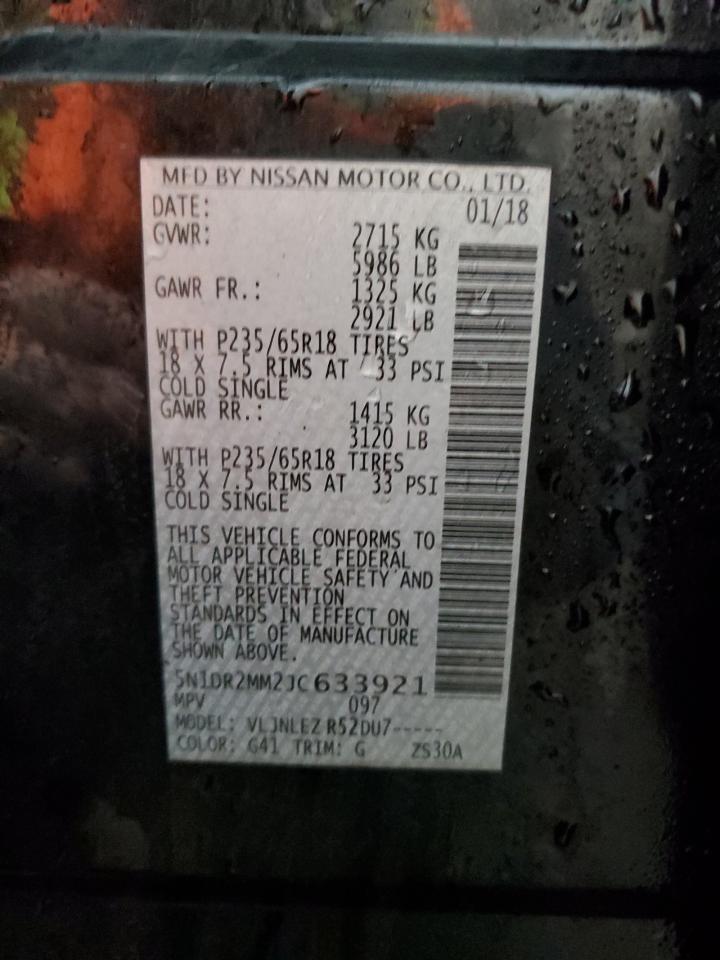 MFD BY NISSAN MOTOR CO., LTD.
DATE: 01/18
GVWR: 2715 KG
5986 LB
GAWR FR.: 1325 KG
2921 LB
WITH P235/65R18 TIRES
18 X 7.5 RIMS AT 33 PSI
COLD SINGLE
GAWR RR.: 1415 KG
3120 LB
WITH P235/65R18 TIRES
18 X 7.5 RIMS AT 33 PSI
COLD SINGLE
THIS VEHICLE CONFORMS TO
ALL APPLICABLE FEDERAL
MOTOR VEHICLE SAFETY AND
THEFT PREVENTION
STANDARDS IN EFFECT ON
THE DATE OF MANUFACTURE
SHOWN ABOVE.
5N1DR2MM2JC633921
MPV 097
MODEL: VLJNLEZ R52DU7-----
COLOR: G41 TRIM: G ZS30A